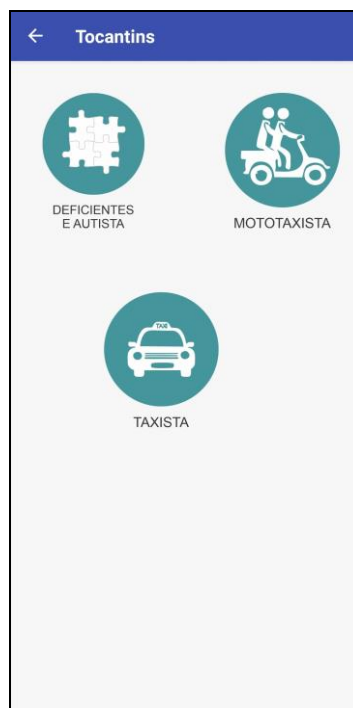 Tocantins
DEFICIENTES
E AUTISTA
MOTOTAXISTA
TAXI
TAXISTA